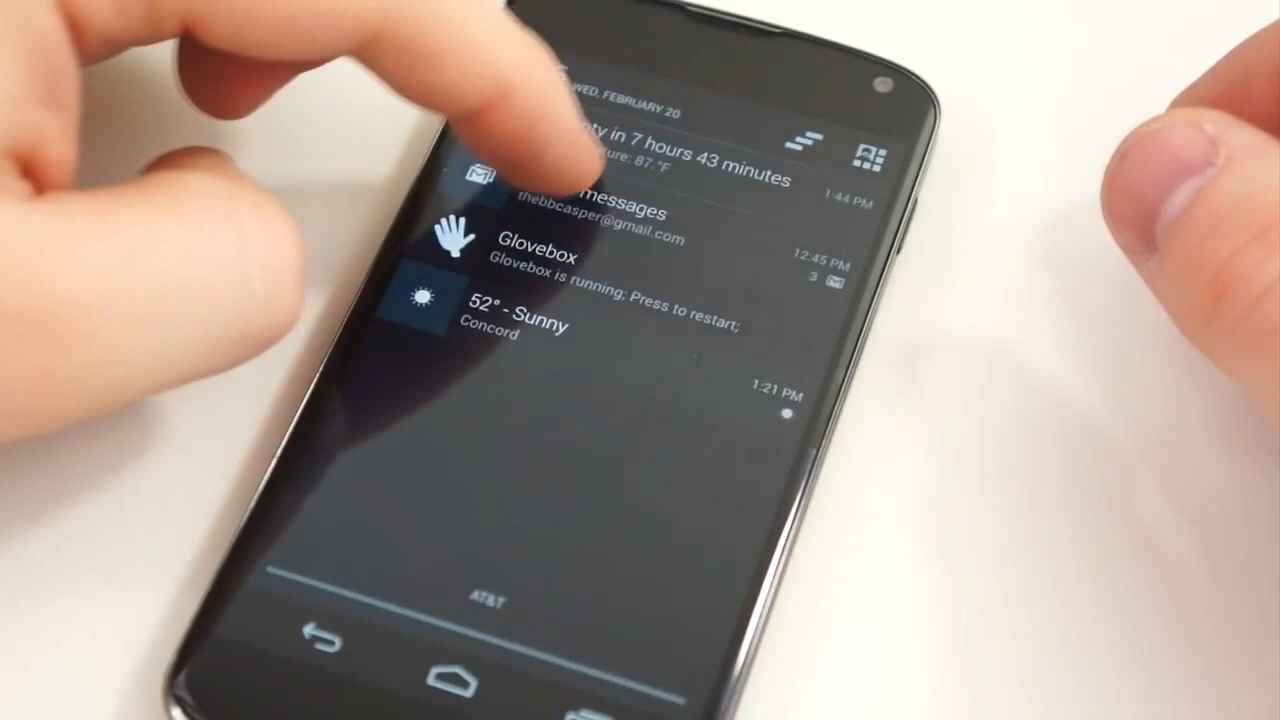 WED, FEBRUARY 20
in 7 hours 43 minutes
87.°F
1:44 PM
messages
thebbcasper@gmail.com
12:45 PM
3
Glovebox
Glovebox is running; Press to restart;
52° - Sunny
Concord
1:21 PM
AT&T